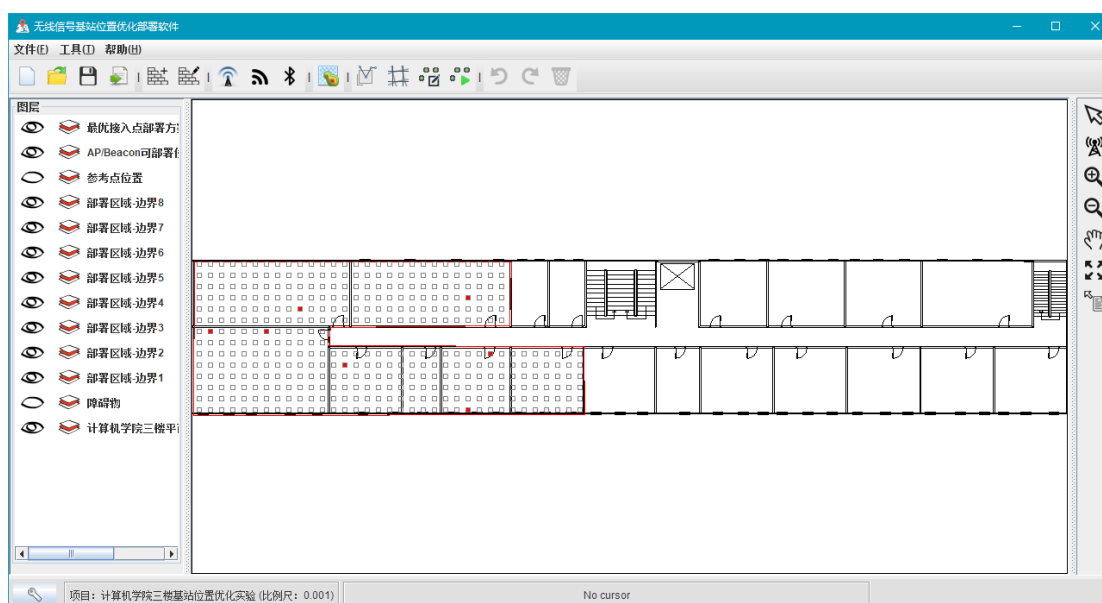 无线信号基站位置优化部署软件
文件(F) 工具(T) 帮助(H)
图层
最优接入点部署方
AP/Beacon可部署
参考点位置
部署区域-边界8
部署区域-边界7
部署区域-边界6
部署区域-边界5
部署区域-边界4
部署区域-边界3
部署区域-边界2
部署区域-边界1
障碍物
计算机学院三楼平
项目: 计算机学院三楼基站位置优化实验 (比例尺: 0.001)
No cursor